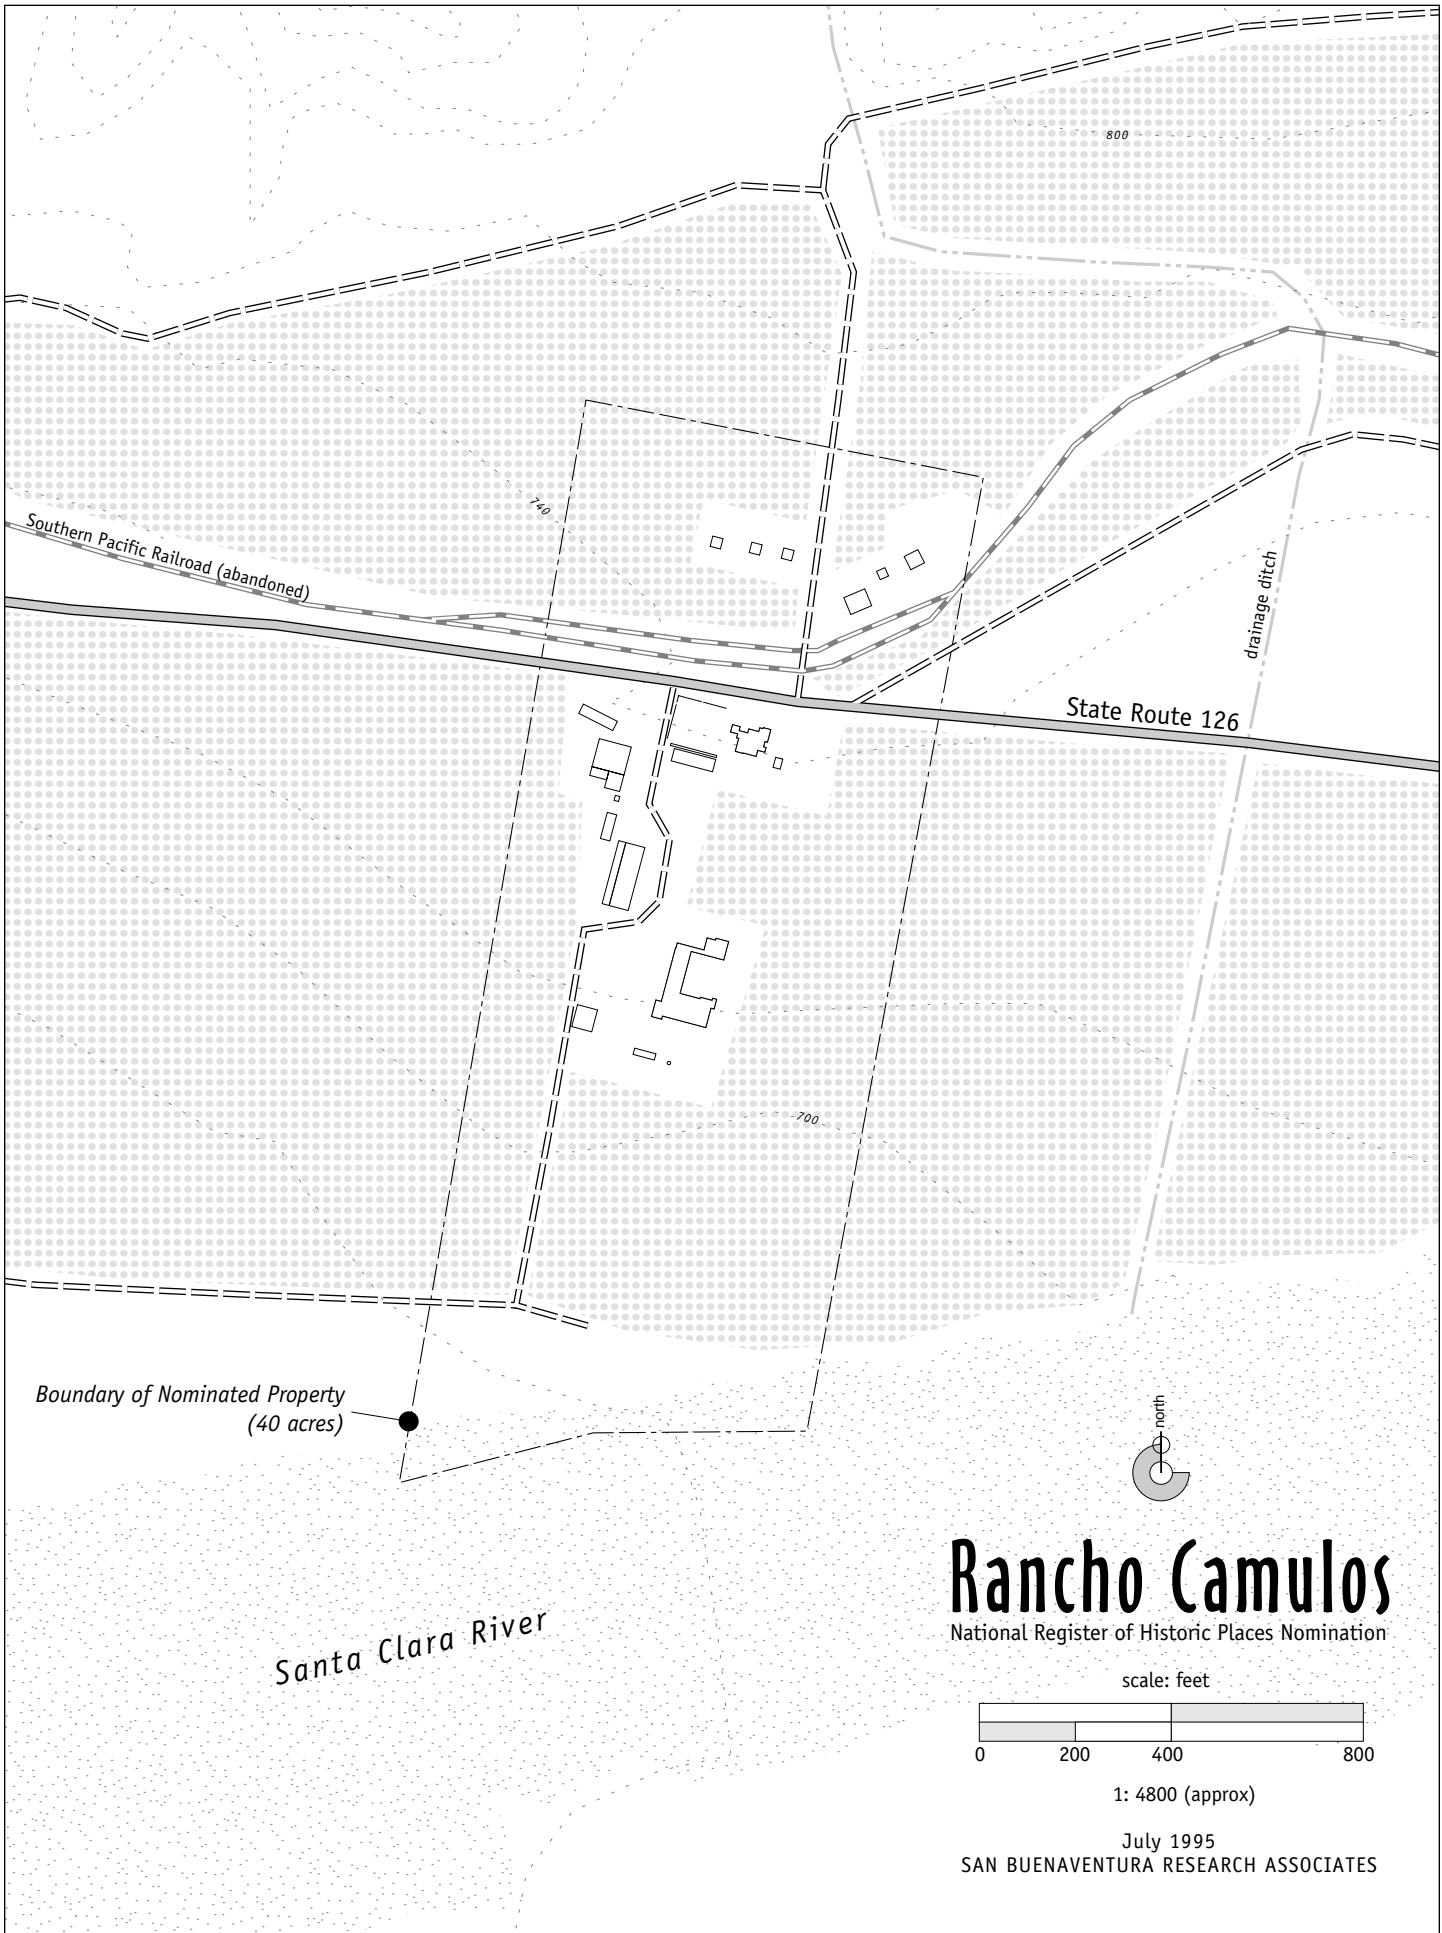 800
740
Southern Pacific Railroad (abandoned)
drainage ditch
State Route 126
700
Boundary of Nominated Property
(40 acres)
north
Rancho Camulos
National Register of Historic Places Nomination
Santa Clara River
scale: feet
0 200 400 800
1: 4800 (approx)
July 1995
SAN BUENAVENTURA RESEARCH ASSOCIATES